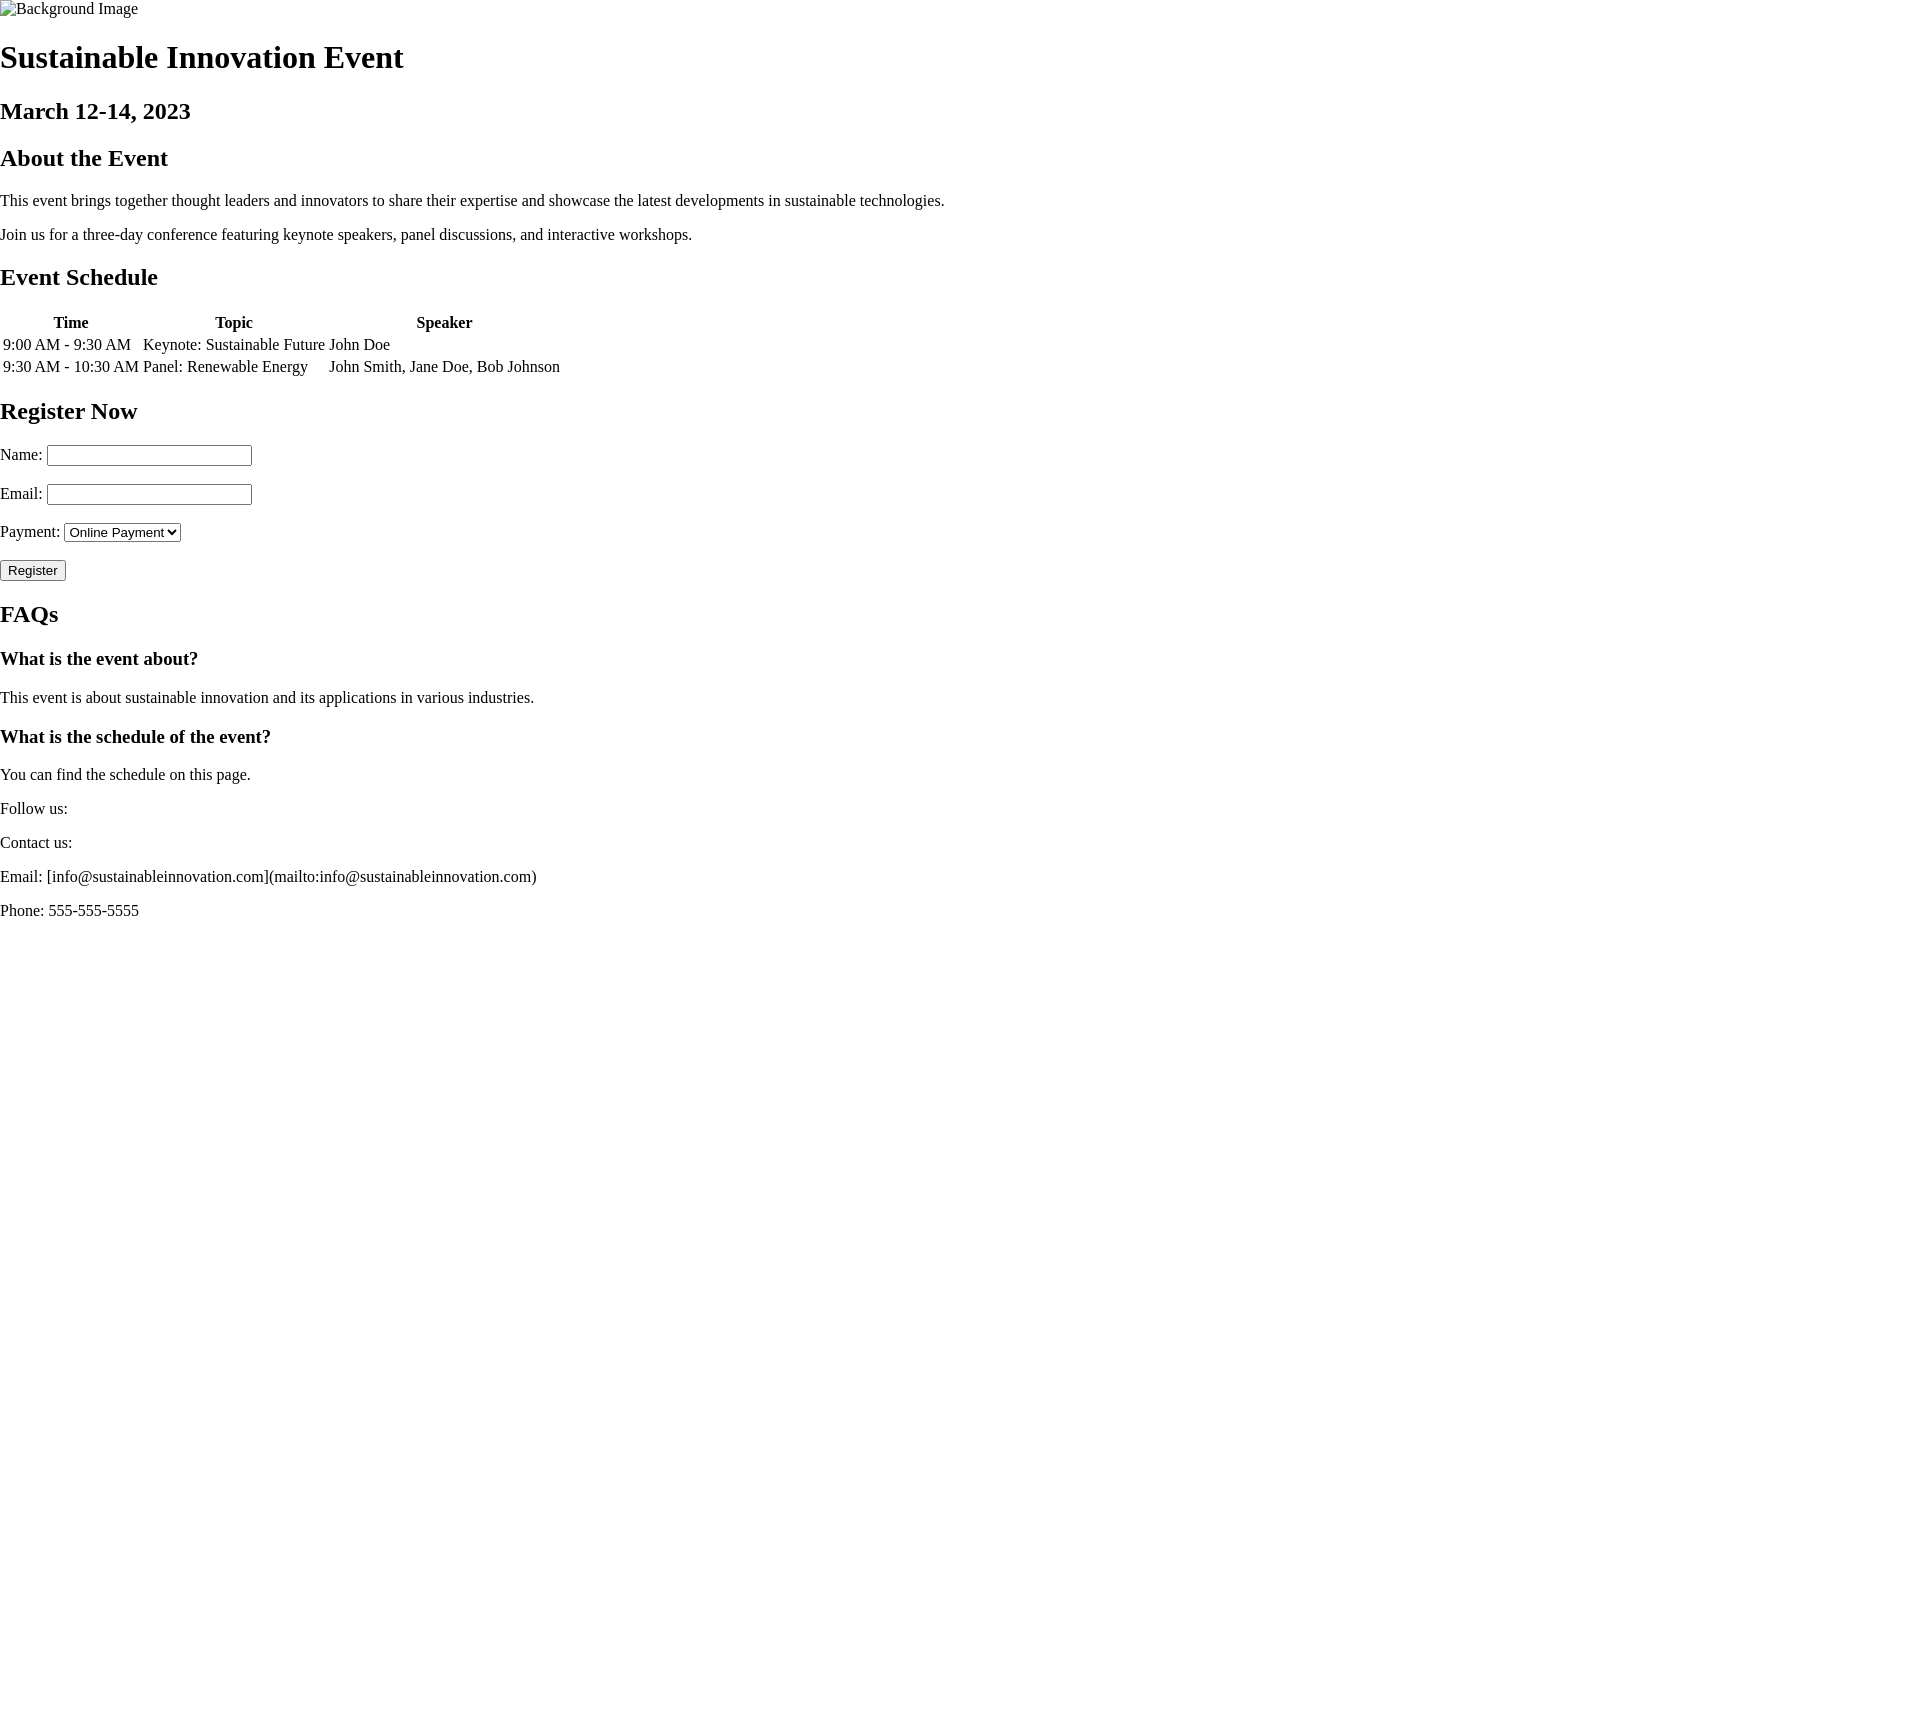 Background Image
Sustainable Innovation Event
March 12-14, 2023
About the Event
This event brings together thought leaders and innovators to share their expertise and showcase the latest developments in sustainable technologies.
Join us for a three-day conference featuring keynote speakers, panel discussions, and interactive workshops.
Event Schedule
Time Topic Speaker
9:00 AM - 9:30 AM Keynote: Sustainable Future John Doe
9:30 AM - 10:30 AM Panel: Renewable Energy John Smith, Jane Doe, Bob Johnson
Register Now
Name:
Email:
Payment: Online Payment
Register
FAQs
What is the event about?
This event is about sustainable innovation and its applications in various industries.
What is the schedule of the event?
You can find the schedule on this page.
Follow us:
Contact us:
Email: [info@sustainableinnovation.com](mailto:info@sustainableinnovation.com)
Phone: 555-555-5555